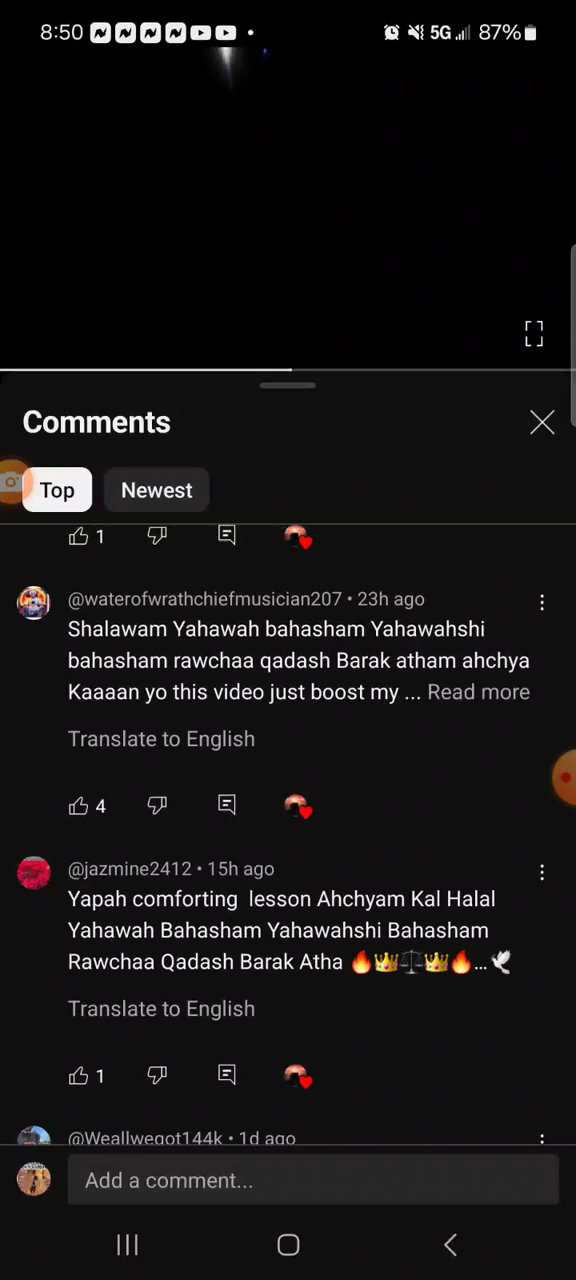 8:50 5G 87%
Comments
Top Newest
1
@waterofwrathchiefmusician207 • 23h ago
Shalawam Yahawah bahasham Yahawahshi
bahasham rawchaa qadash Barak atham ahchya
Kaaaan yo this video just boost my ... Read more
Translate to English
4
@jazmine2412 • 15h ago
Yapah comforting lesson Ahchyam Kal Halal
Yahawah Bahasham Yahawahshi Bahasham
Rawchaa Qadash Barak Atha 🔥👑⚖️👑🔥...🕊️
Translate to English
1
@Weallwegot144k • 1d ago
Add a comment...